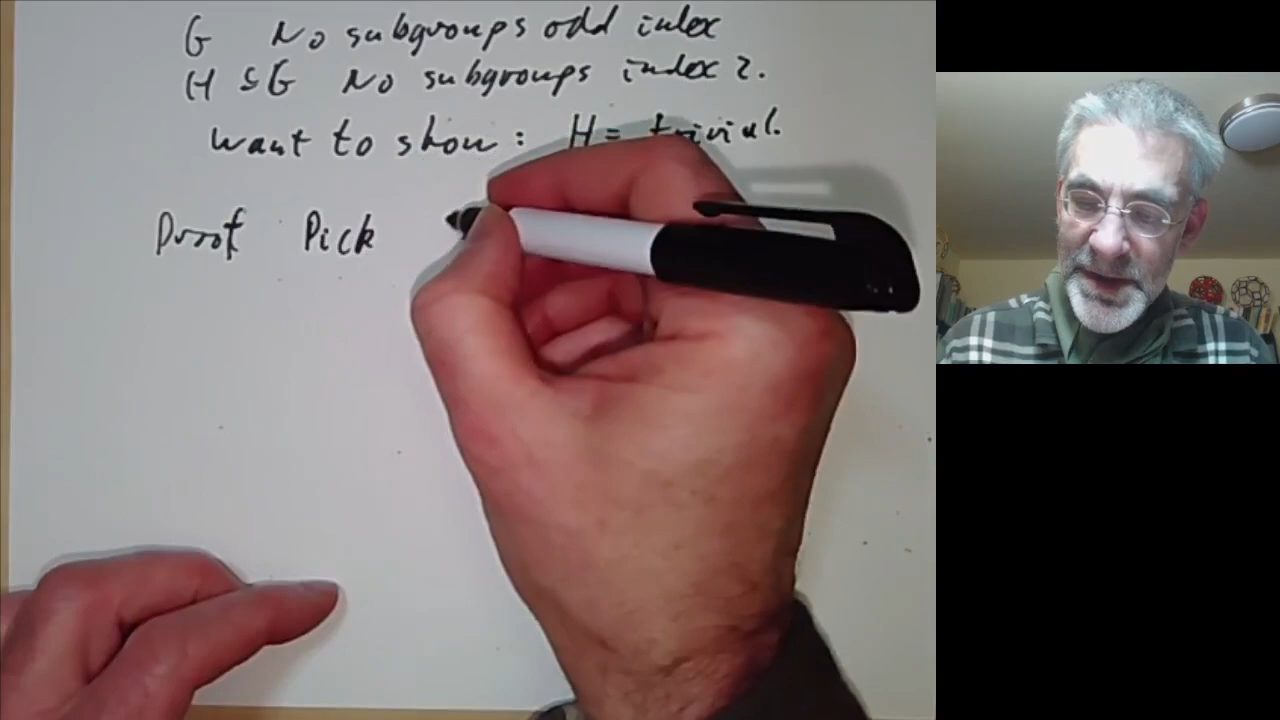 G No subgroups odd index
H ≤ G No subgroups index 2.
want to show: H = trivial.
Proof Pick